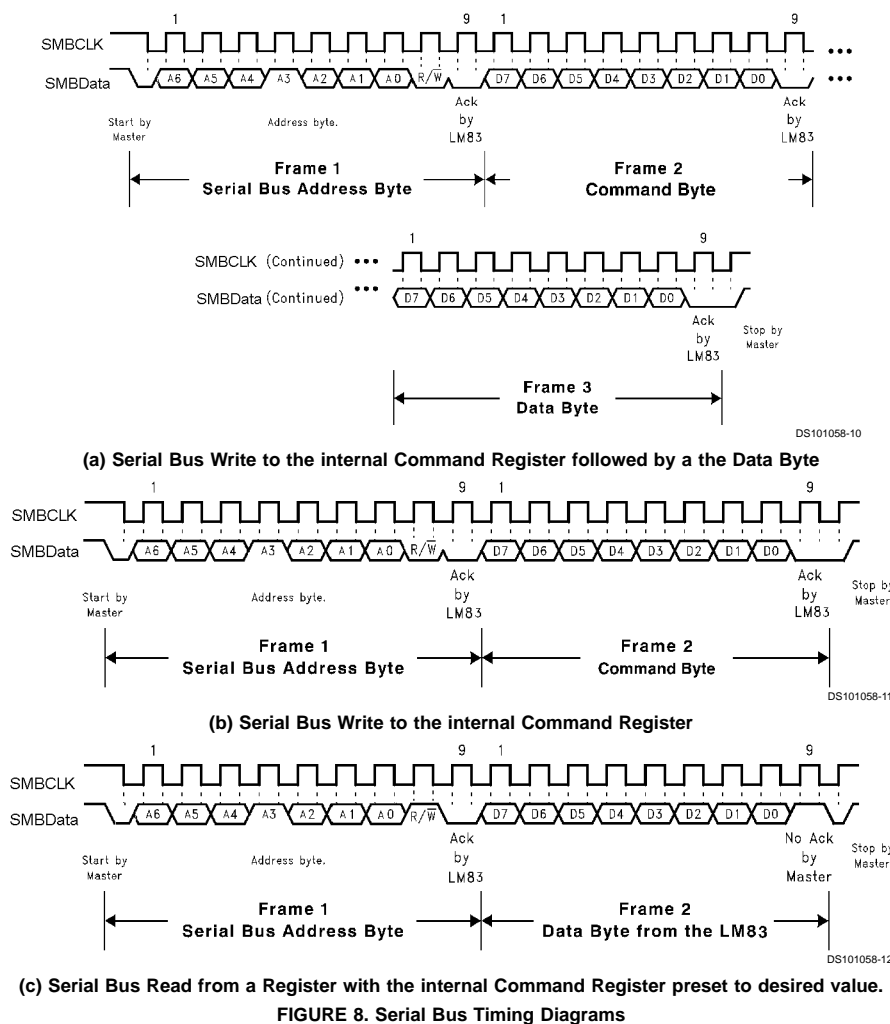 1 9 1 9
SMBCLK •••
SMBData A6 A5 A4 A3 A2 A1 A0 R/W̅ D7 D6 D5 D4 D3 D2 D1 D0 •••
Start by
Master
Address byte.
Ack
by
LM83
Ack
by
LM83
Frame 1
Serial Bus Address Byte
Frame 2
Command Byte
1 9
SMBCLK (Continued) •••
SMBData (Continued) ••• D7 D6 D5 D4 D3 D2 D1 D0
Ack
by
LM83
Stop by
Master
Frame 3
Data Byte
DS101058-10
(a) Serial Bus Write to the internal Command Register followed by a the Data Byte
1 9 1 9
SMBCLK
SMBData A6 A5 A4 A3 A2 A1 A0 R/W̅ D7 D6 D5 D4 D3 D2 D1 D0
Start by
Master
Address byte.
Ack
by
LM83
Ack
by
LM83
Stop by
Master
Frame 1
Serial Bus Address Byte
Frame 2
Command Byte
DS101058-11
(b) Serial Bus Write to the internal Command Register
1 9 1 9
SMBCLK
SMBData A6 A5 A4 A3 A2 A1 A0 R/W̅ D7 D6 D5 D4 D3 D2 D1 D0
Start by
Master
Address byte.
Ack
by
LM83
No Ack
by
Master
Stop by
Master
Frame 1
Serial Bus Address Byte
Frame 2
Data Byte from the LM83
DS101058-12
(c) Serial Bus Read from a Register with the internal Command Register preset to desired value.
FIGURE 8. Serial Bus Timing Diagrams